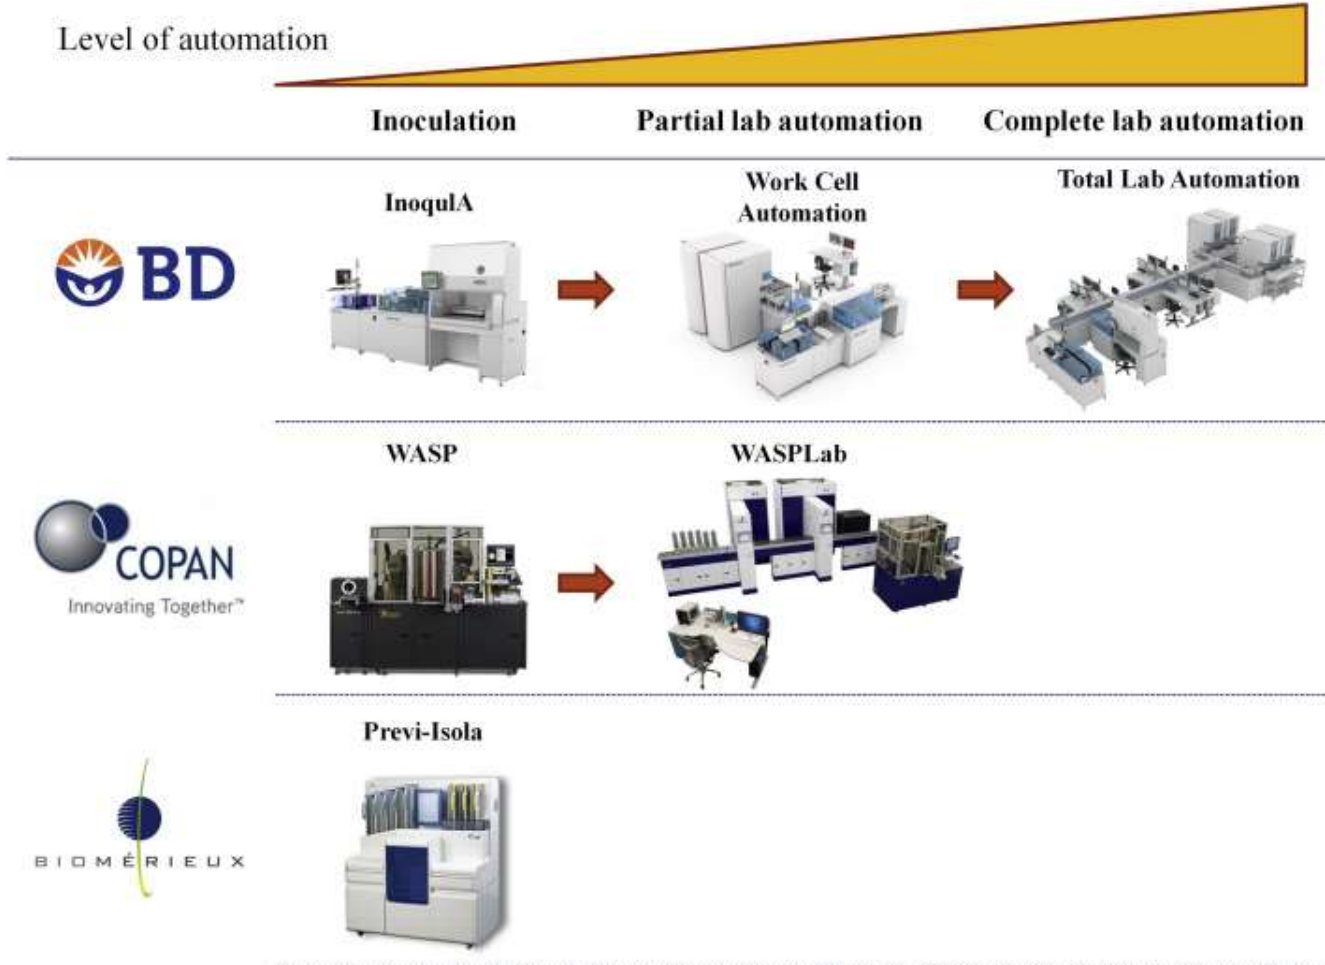 Level of automation
Inoculation
Partial lab automation
Complete lab automation
InoqulA
Work Cell
Automation
Total Lab Automation
BD
WASP
WASPLab
COPAN
Innovating Together™
Previ-Isola
BIOMÉRIEUX